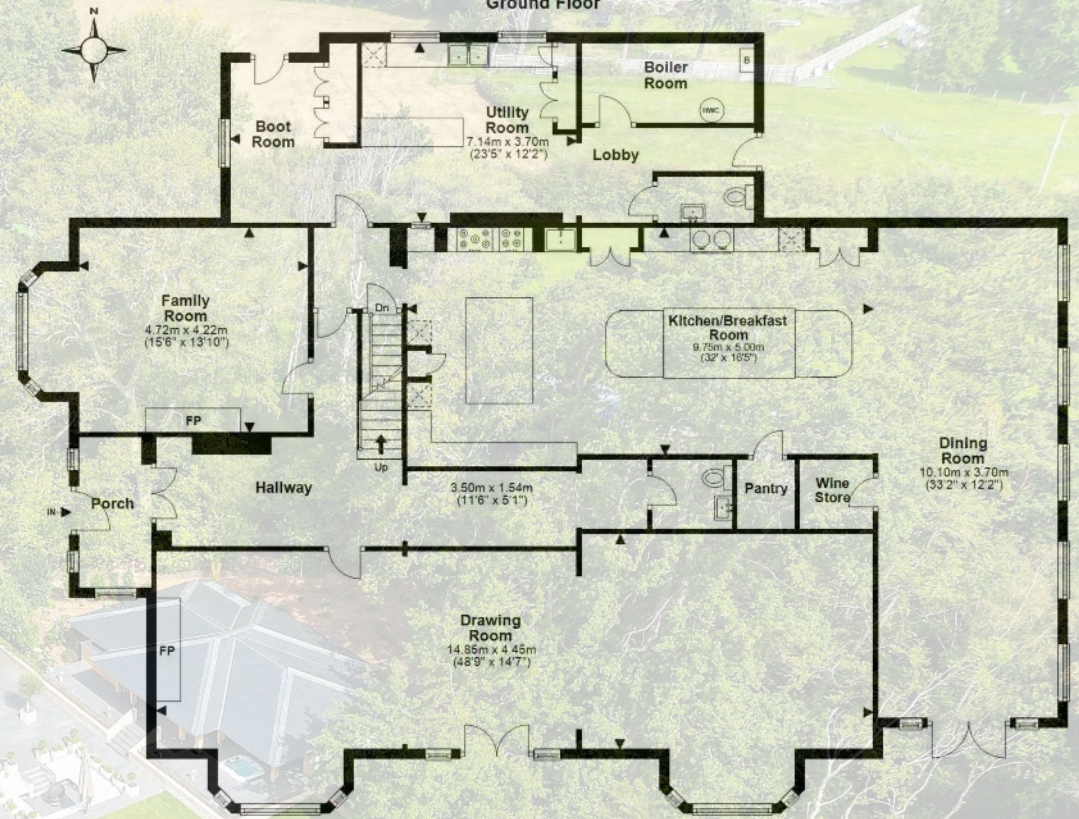 Ground Floor
N
Boiler
Room
B
HWC
Boot
Room
Utility
Room
7.14m x 3.70m
(23'5" x 12'2")
Lobby
Family
Room
4.72m x 4.22m
(15'6" x 13'10")
FP
Dn
Up
Kitchen/Breakfast
Room
9.75m x 5.00m
(32' x 16'5")
Dining
Room
10.10m x 3.70m
(33'2" x 12'2")
IN
Porch
Hallway
3.50m x 1.54m
(11'6" x 5'1")
Pantry
Wine
Store
Drawing
Room
14.85m x 4.45m
(48'9" x 14'7")
FP